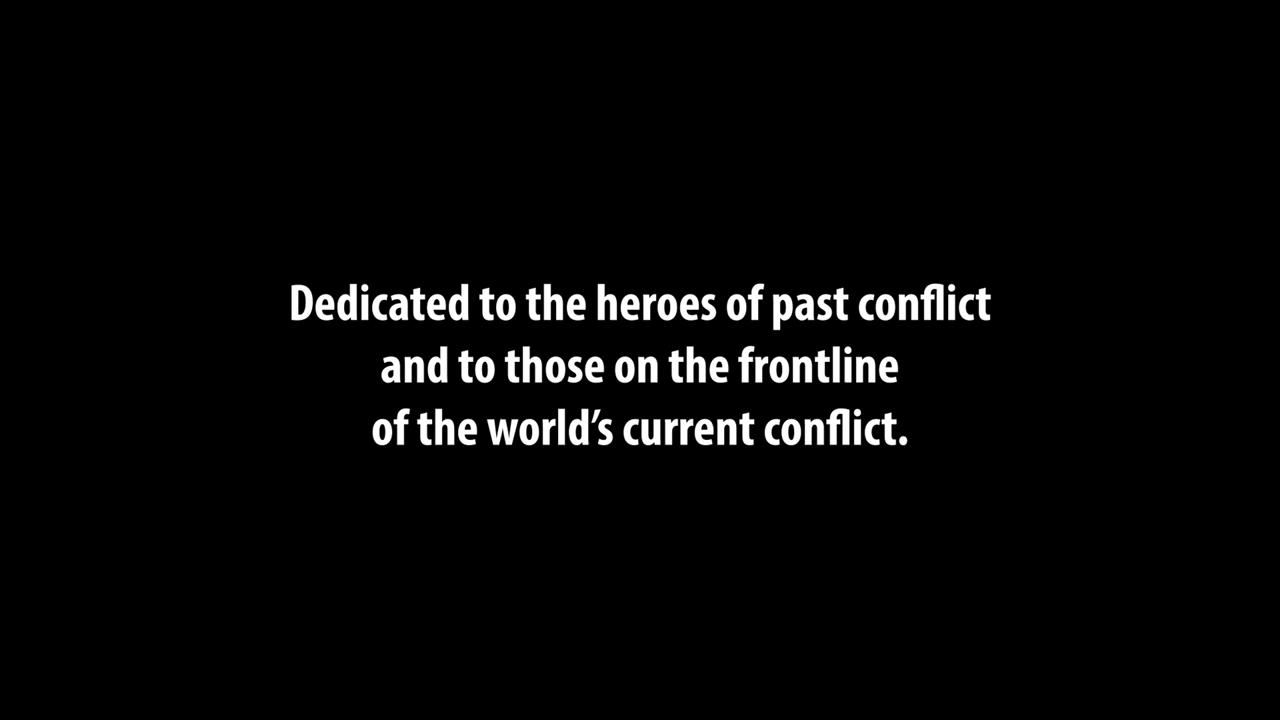 Dedicated to the heroes of past conflict
and to those on the frontline
of the world’s current conflict.